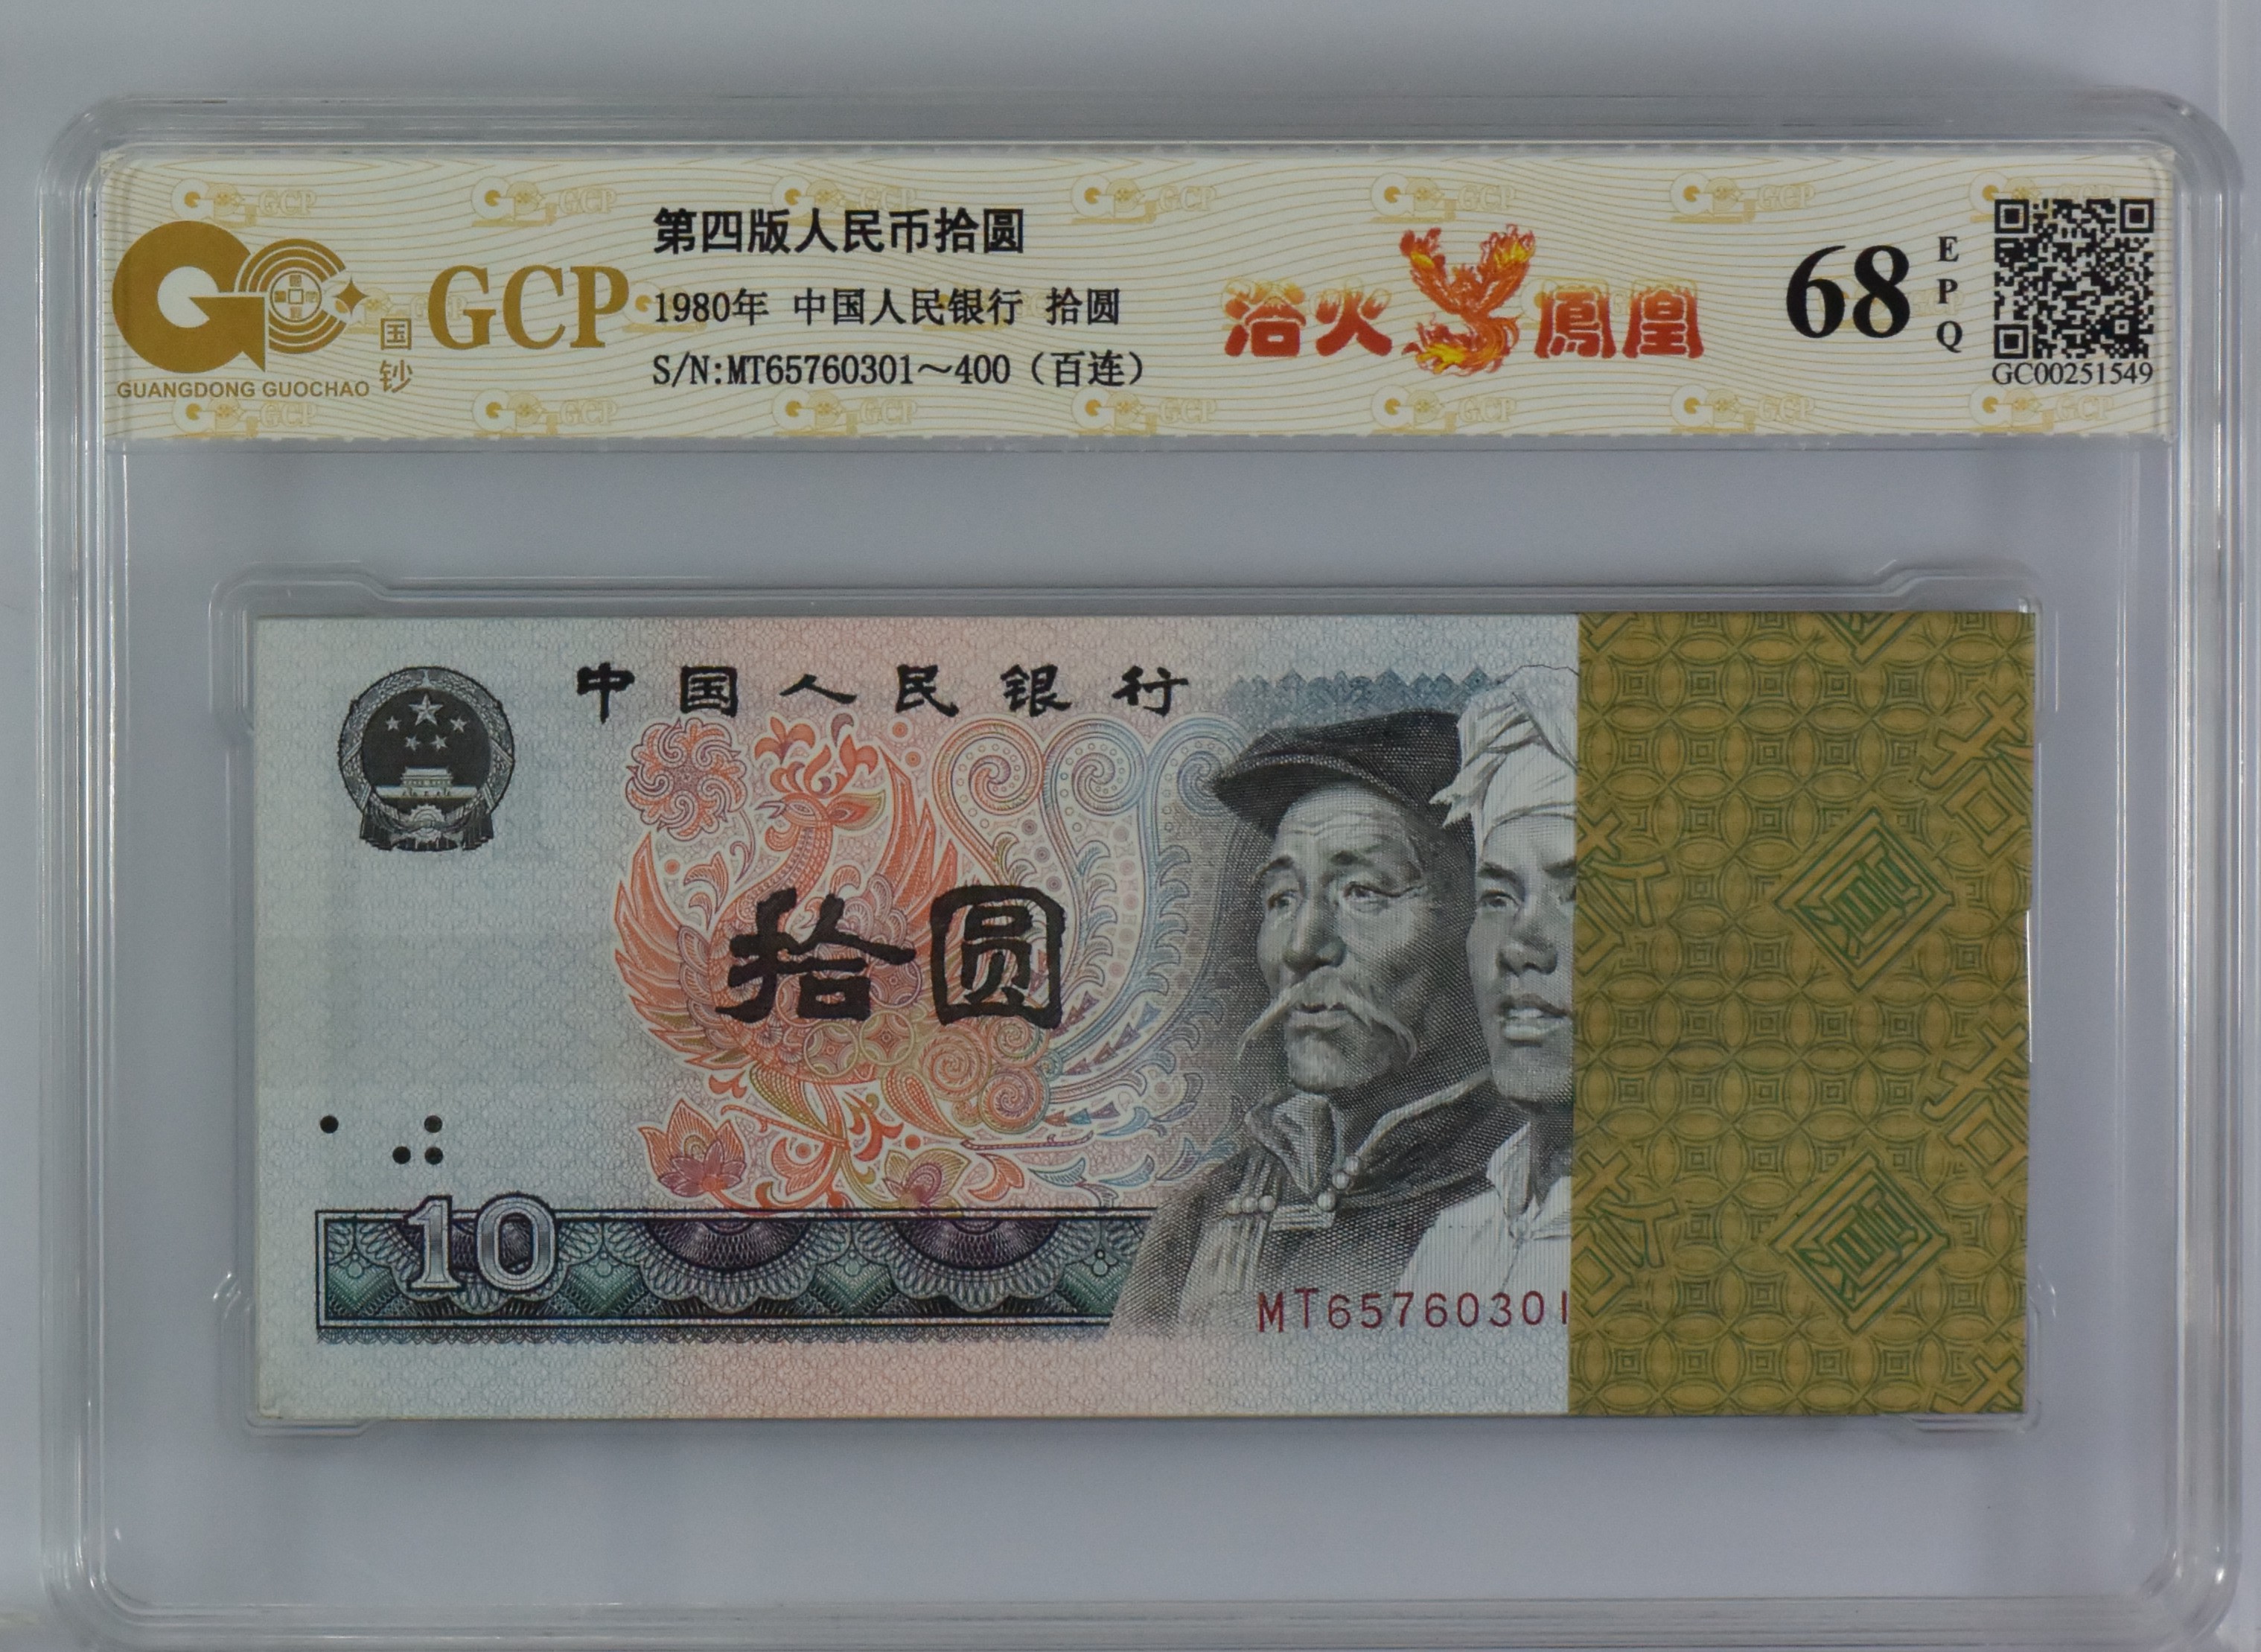 第四版人民币拾圆
1980年 中国人民银行 拾圆
S/N:MT65760301～400（百连）
GCP
国钞
GUANGDONG GUOCHAO
浴火鳳凰
68
EPQ
GC00251549
中国人民银行
拾圆
10
MT65760301